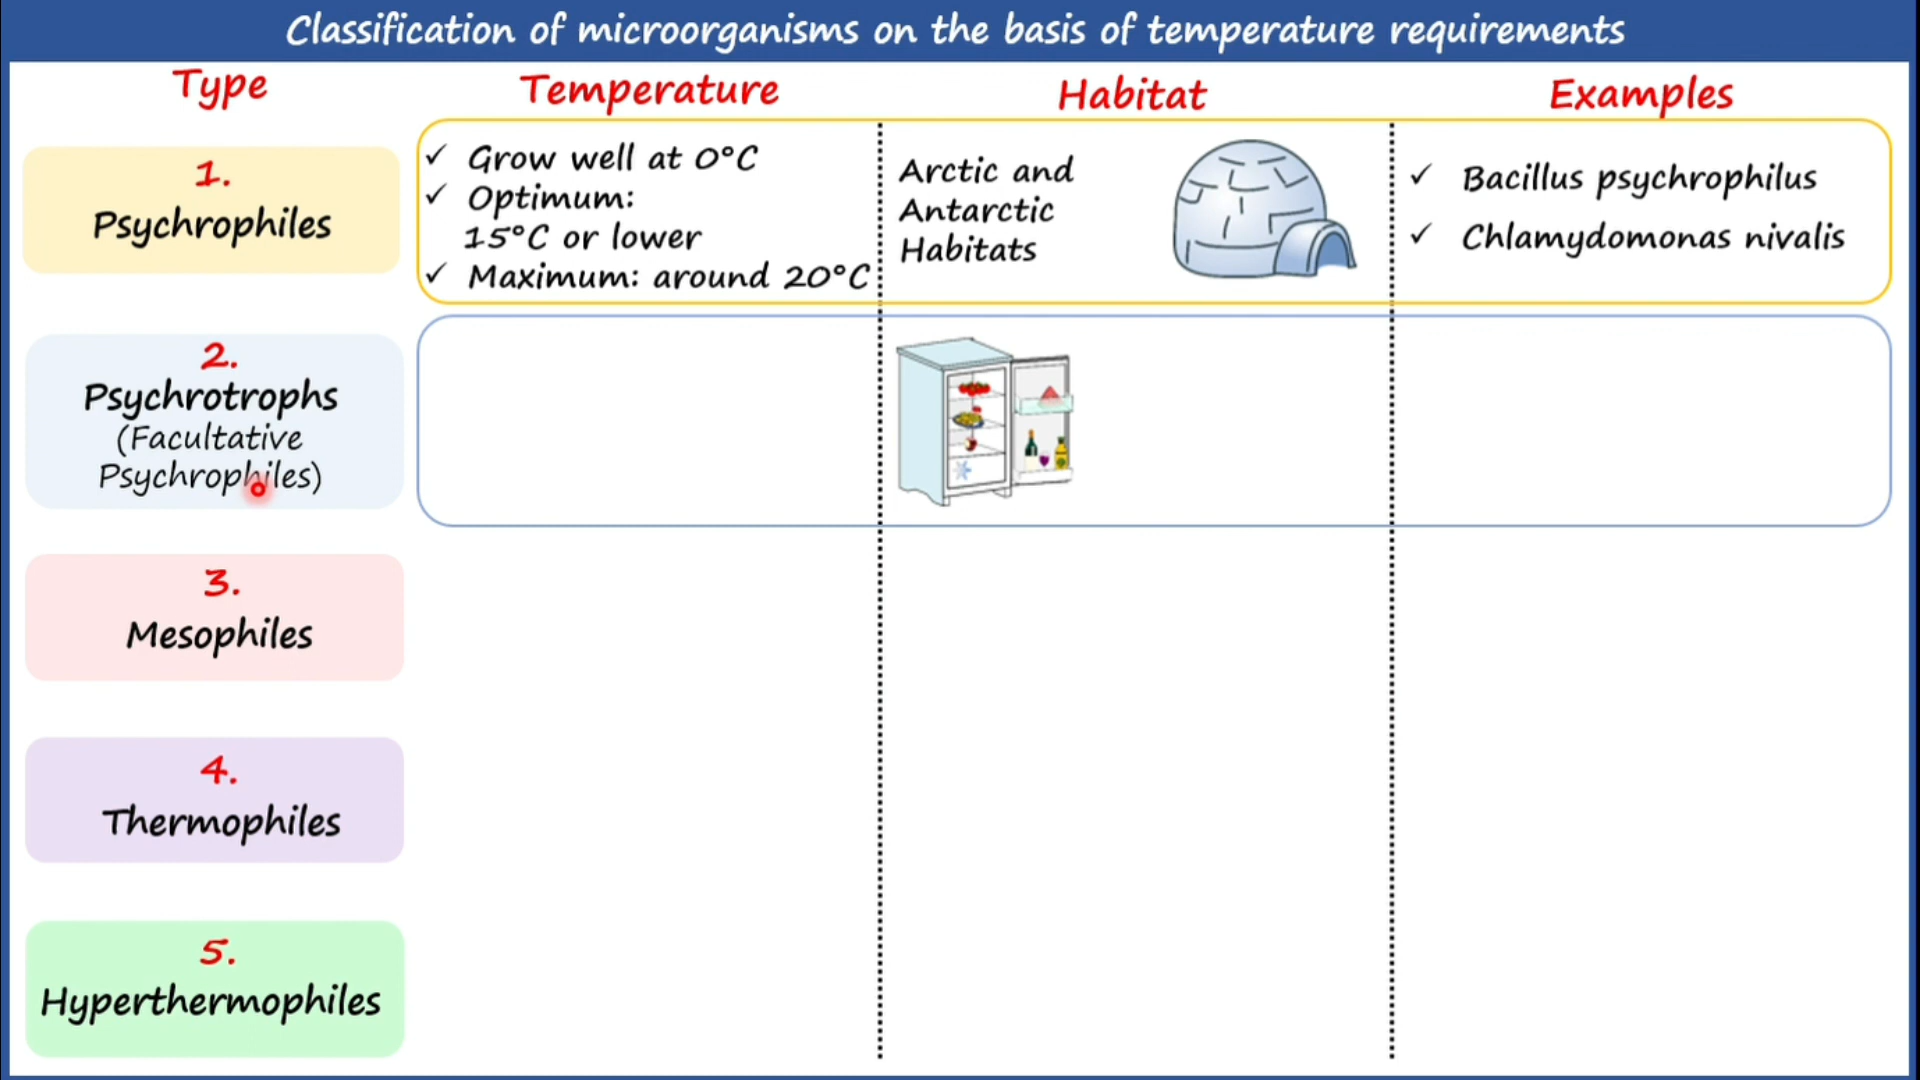 Classification of microorganisms on the basis of temperature requirements
Type
Temperature
Habitat
Examples
1.
Psychrophiles
✓ Grow well at 0°C
✓ Optimum:
15°C or lower
✓ Maximum: around 20°C
Arctic and
Antarctic
Habitats
✓ Bacillus psychrophilus
✓ Chlamydomonas nivalis
2.
Psychrotrophs
(Facultative
Psychrophiles)
3.
Mesophiles
4.
Thermophiles
5.
Hyperthermophiles